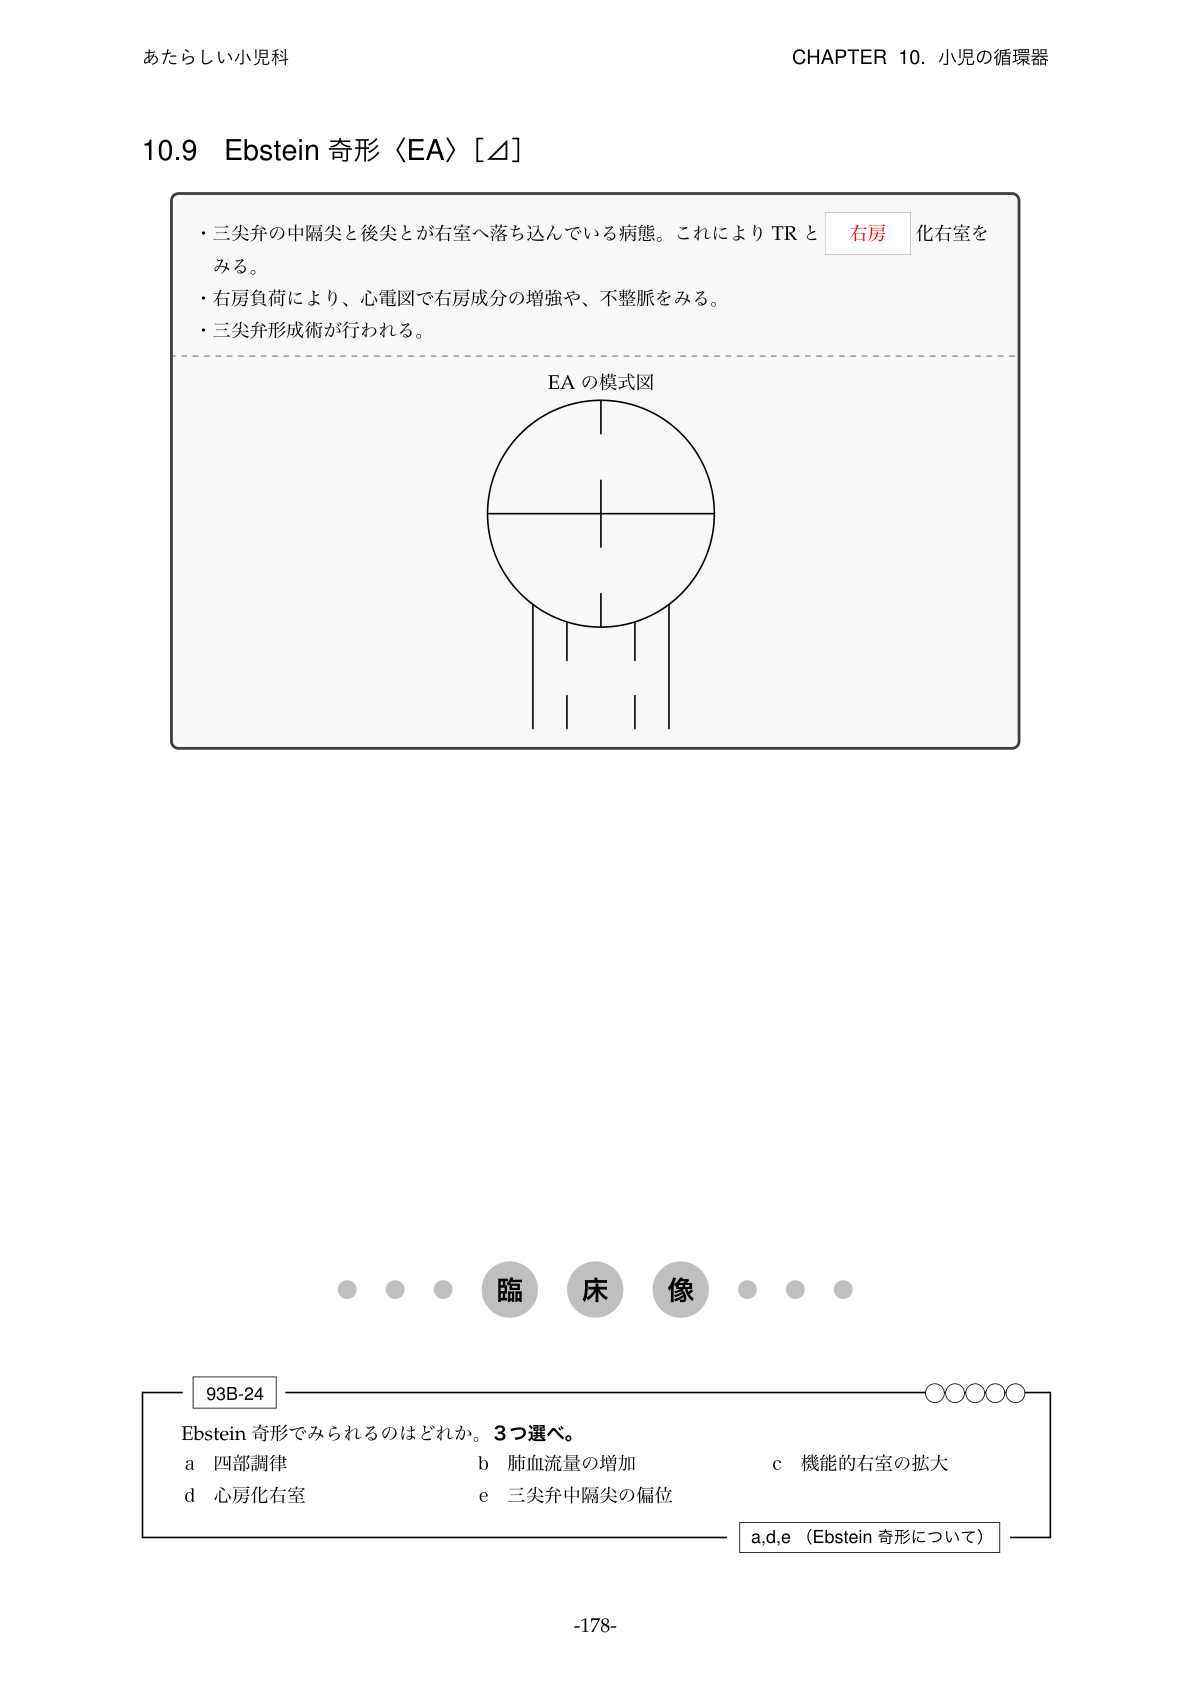 あたらしい小児科 CHAPTER 10. 小児の循環器
10.9 Ebstein 奇形〈EA〉[⊿]
・三尖弁の中隔尖と後尖とが右室へ落ち込んでいる病態。これにより TR と 右房 化右室を
みる。
・右房負荷により、心電図で右房成分の増強や、不整脈をみる。
・三尖弁形成術が行われる。
EA の模式図
臨 床 像
93B-24
Ebstein 奇形でみられるのはどれか。3つ選べ。
a 四部調律 b 肺血流量の増加 c 機能的右室の拡大
d 心房化右室 e 三尖弁中隔尖の偏位
a,d,e （Ebstein 奇形について）
-178-